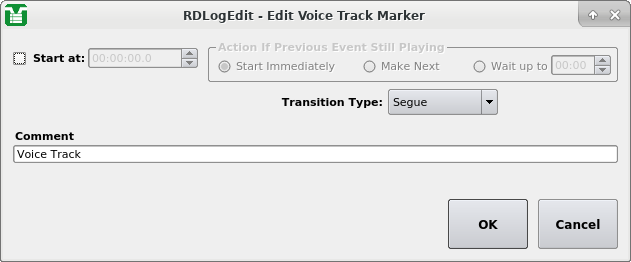 RDLogEdit - Edit Voice Track Marker
Action If Previous Event Still Playing
Start at: 00:00:00.0 Start Immediately Make Next Wait up to 00:00
Transition Type: Segue
Comment
Voice Track
OK Cancel